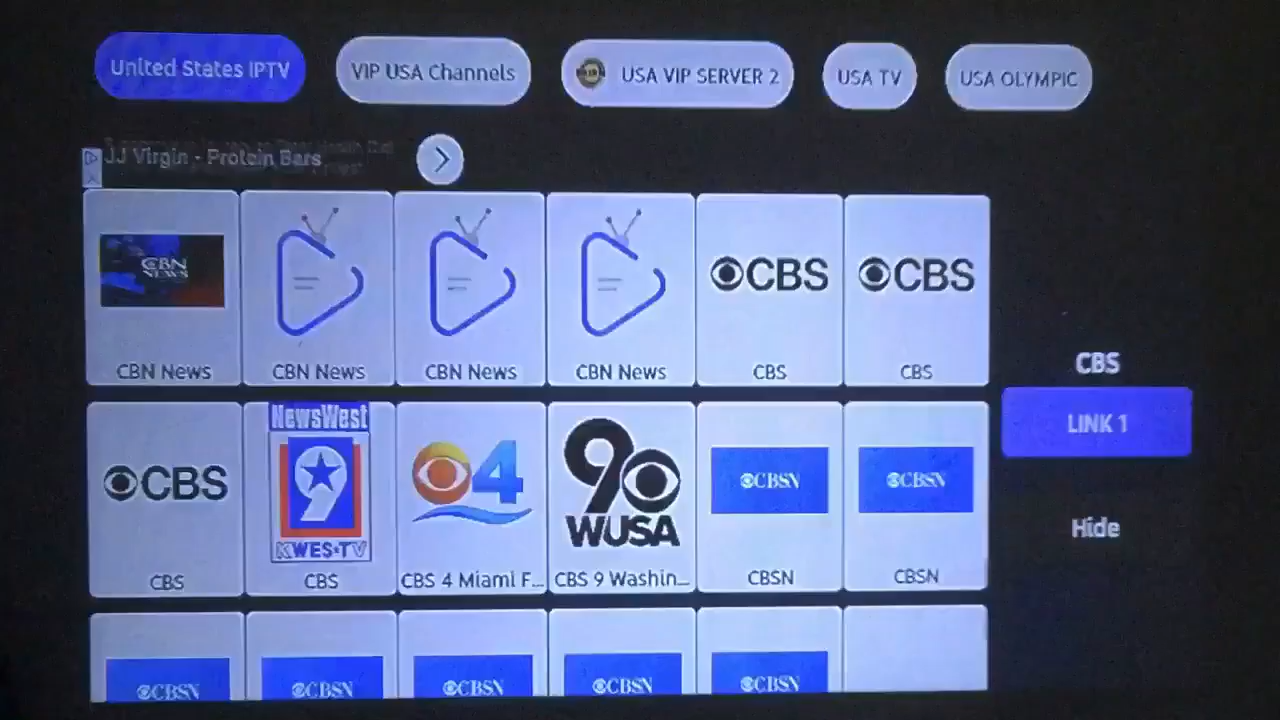 United States IPTV
VIP USA Channels
USA VIP SERVER 2
USA TV
USA OLYMPIC
JJ Virgin - Protein Bars
CBN
NEWS
CBN News
CBN News
CBN News
CBN News
CBS
CBS
CBS
CBS
CBS
LINK 1
Hide
CBS
CBS
NewsWest
9
KWES-TV
CBS
4
CBS 4 Miami F...
9
WUSA
CBS 9 Washin...
CBSN
CBSN
CBSN
CBSN
CBSN
CBSN
CBSN
CBSN
CBSN